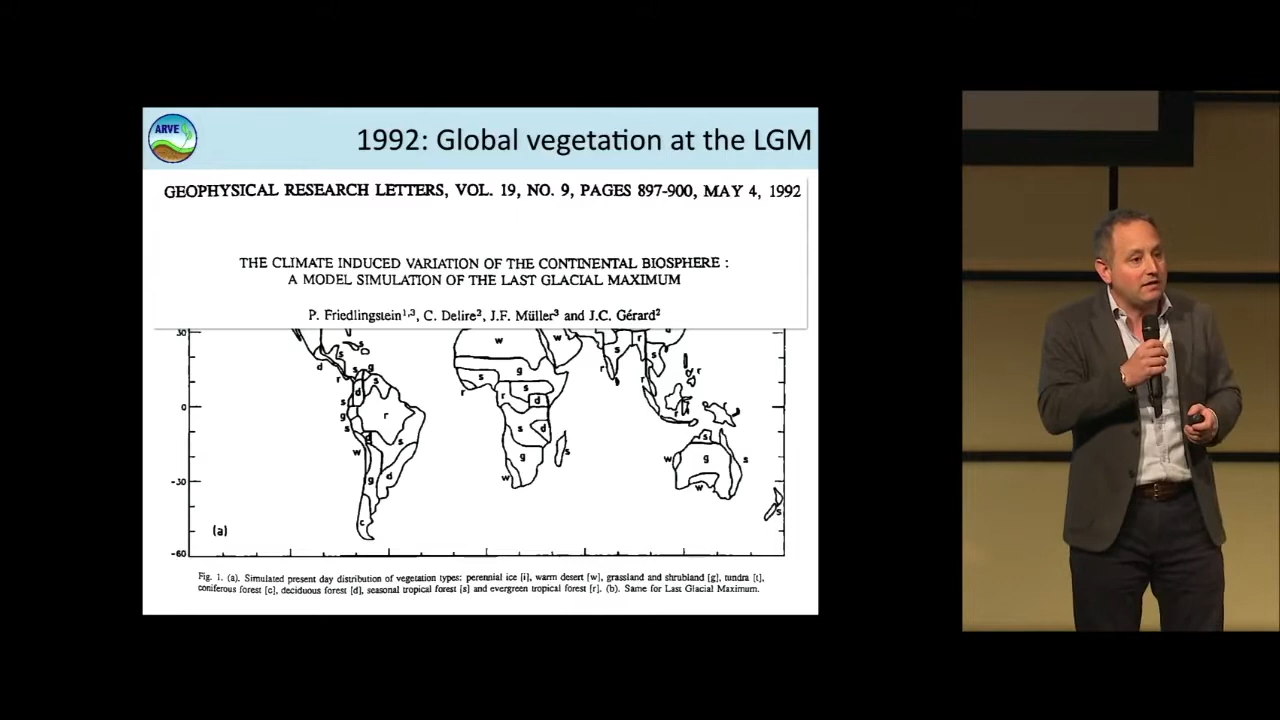 ARVE
1992: Global vegetation at the LGM
GEOPHYSICAL RESEARCH LETTERS, VOL. 19, NO. 9, PAGES 897-900, MAY 4, 1992
THE CLIMATE INDUCED VARIATION OF THE CONTINENTAL BIOSPHERE :
A MODEL SIMULATION OF THE LAST GLACIAL MAXIMUM
P. Friedlingstein1,3, C. Delire2, J.F. Müller3 and J.C. Gérard2
30
0
-30
-60
(a)
Fig. 1. (a). Simulated present day distribution of vegetation types: perennial ice [i], warm desert [w], grassland and shrubland [g], tundra [t],
coniferous forest [c], deciduous forest [d], seasonal tropical forest [s] and evergreen tropical forest [r]. (b). Same for Last Glacial Maximum.